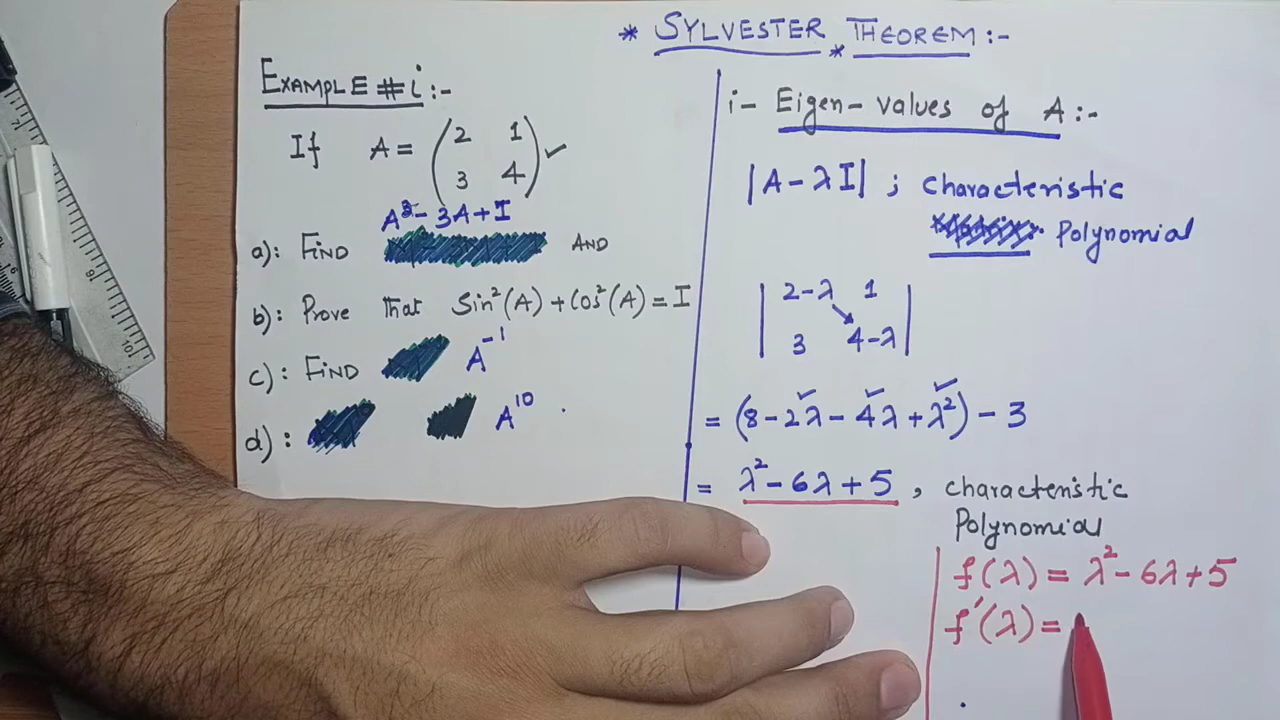 * SYLVESTER * THEOREM :-
EXAMPLE # i :-
If A = (2 1
3 4) ✓
A³ - 3A + I
a): FIND AND
b): Prove that Sin²(A) + Cos²(A) = I
c): FIND A⁻¹
d): A¹⁰ .
i- Eigen-values of A :-
|A - λI| ; Characteristic
Polynomial
|2-λ 1|
|3 4-λ|
= (8 - 2λ - 4λ + λ²) - 3
= λ² - 6λ + 5 , Characteristic
Polynomial
f(λ) = λ² - 6λ + 5
f'(λ) =